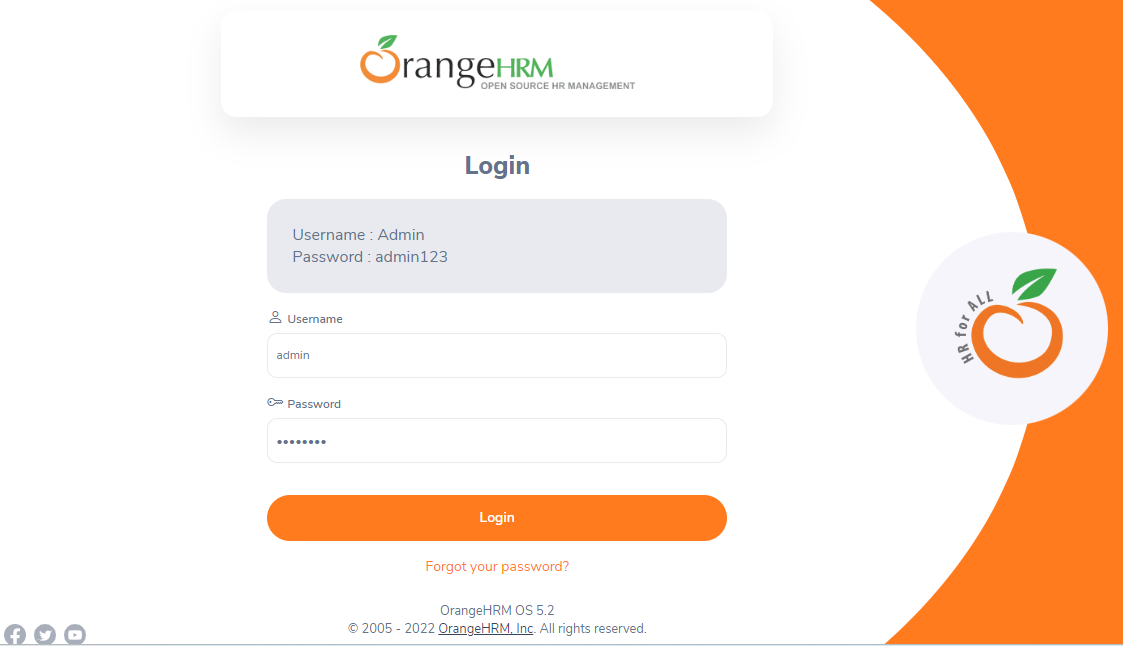 OrangeHRM
OPEN SOURCE HR MANAGEMENT
Login
Username : Admin
Password : admin123
Username
admin
Password
••••••••
Login
Forgot your password?
OrangeHRM OS 5.2
© 2005 - 2022 OrangeHRM, Inc. All rights reserved.
HR for ALL